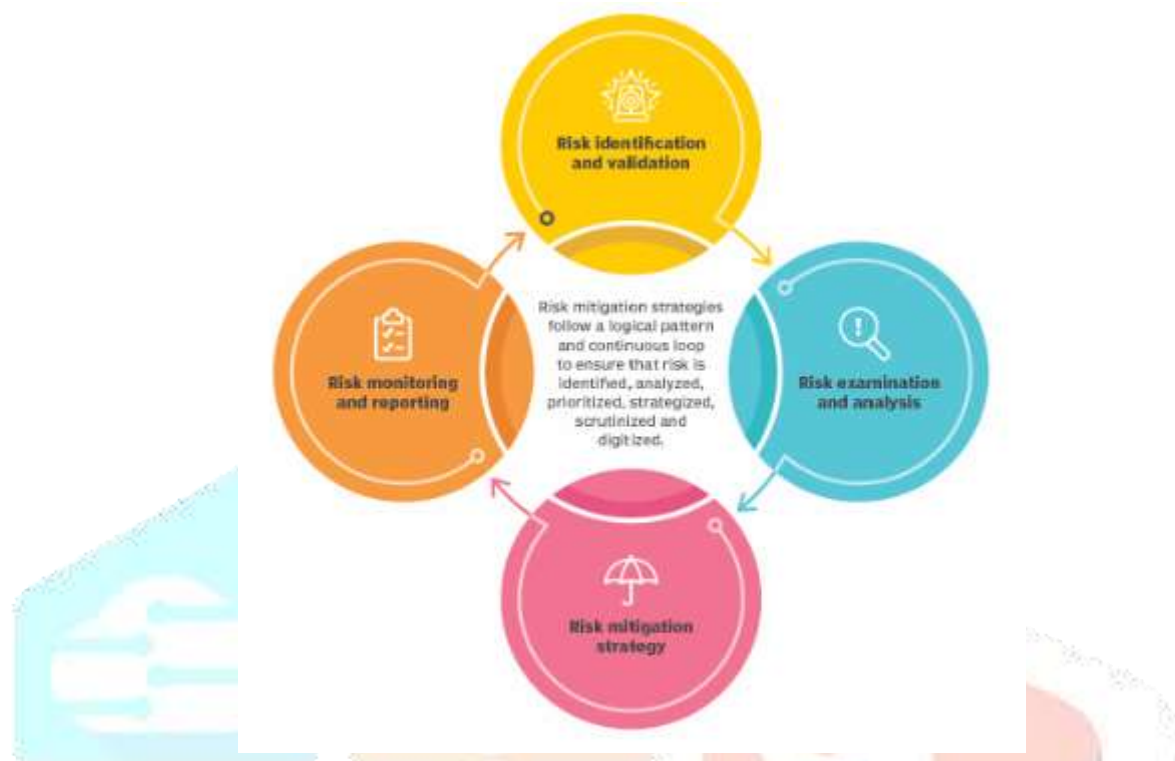 Risk identification
and validation
Risk mitigation strategies
follow a logical pattern
and continuous loop
to ensure that risk is
identified, analyzed,
prioritized, strategized,
scrutinized and
digitized.
Risk examination
and analysis
Risk mitigation
strategy
Risk monitoring
and reporting